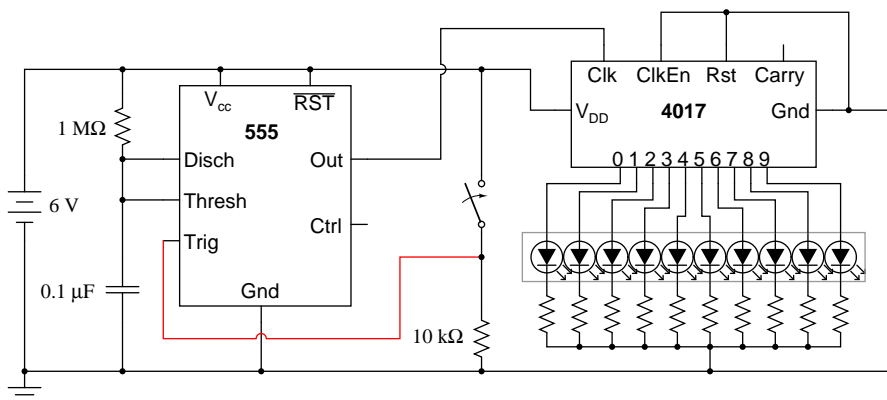 Clk ClkEn Rst Carry
V_DD 4017 Gnd
0 1 2 3 4 5 6 7 8 9
V_cc R̅S̅T̅
555
1 MΩ
Disch Out
Thresh
Ctrl
Trig
6 V
Gnd
0.1 µF
10 kΩ